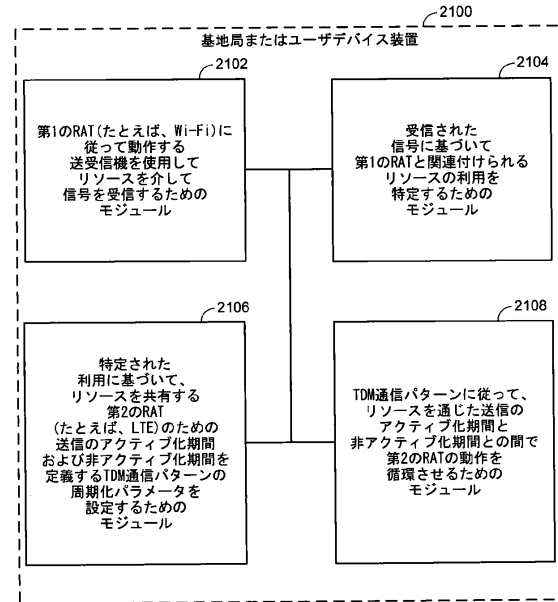 2100
基地局またはユーザデバイス装置
2102
第1のRAT(たとえば、Wi-Fi)に
従って動作する
送受信機を使用して
リソースを介して
信号を受信するための
モジュール
2104
受信された
信号に基づいて
第1のRATと関連付けられる
リソースの利用を
特定するための
モジュール
2106
特定された
利用に基づいて、
リソースを共有する
第2のRAT
(たとえば、LTE)のための
送信のアクティブ化期間
および非アクティブ化期間を
定義するTDM通信パターンの
周期化パラメータを
設定するための
モジュール
2108
TDM通信パターンに従って、
リソースを通じた送信の
アクティブ化期間と
非アクティブ化期間との間で
第2のRATの動作を
循環させるための
モジュール